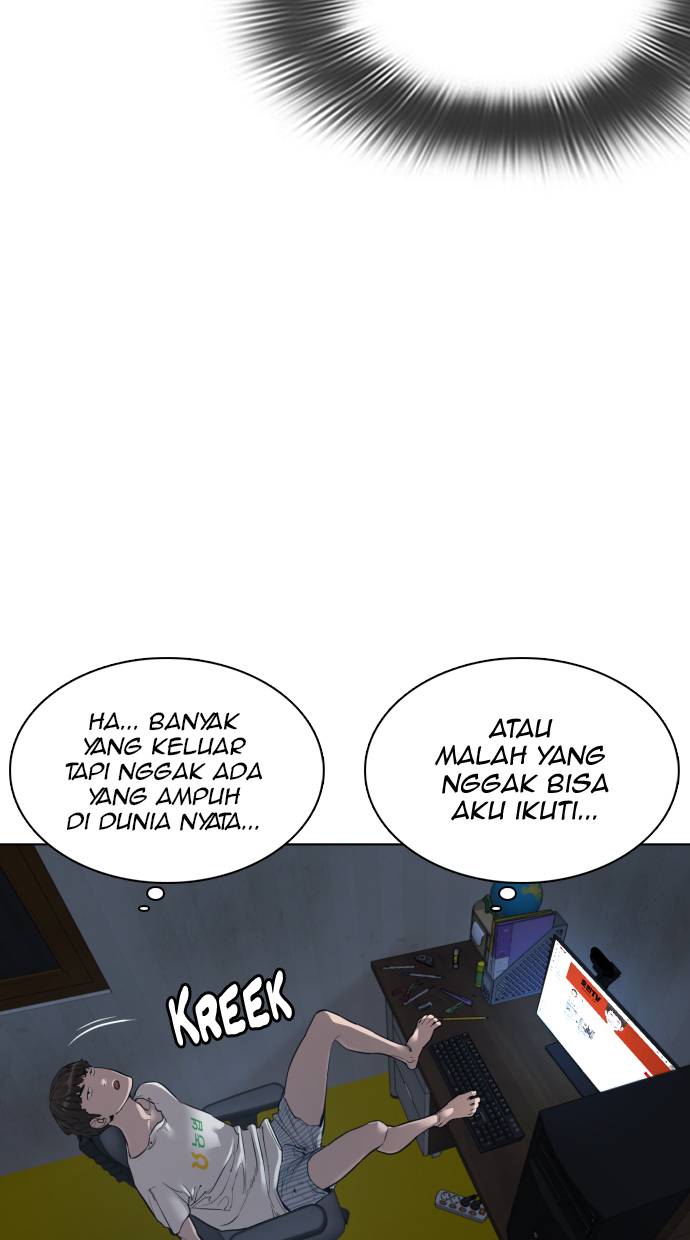 HA... BANYAK
YANG KELUAR
TAPI NGGAK ADA
YANG AMPUH
DI DUNIA NYATA...
ATAU
MALAH YANG
NGGAK BISA
AKU IKUTI...
KREEK